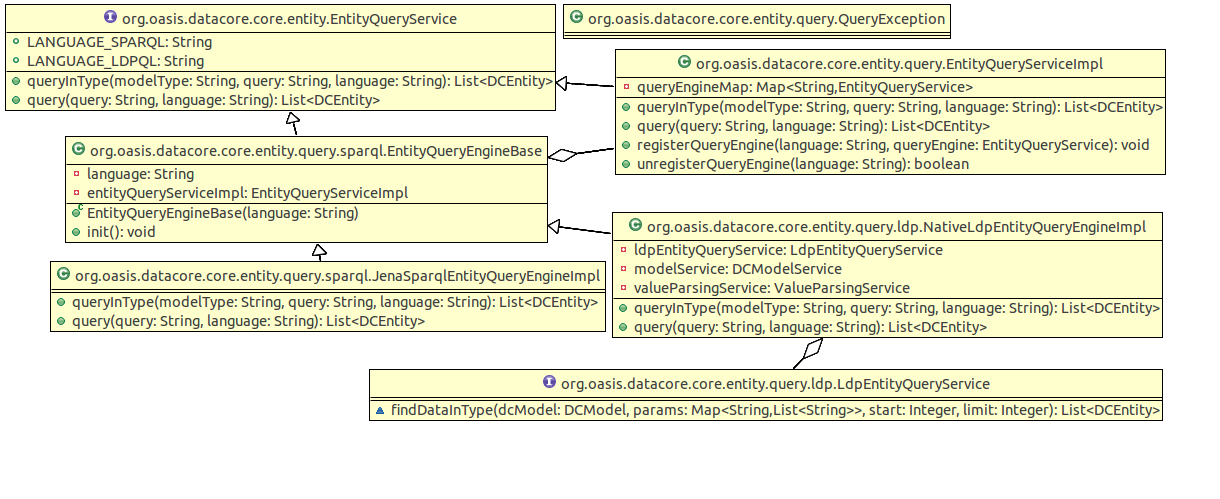 org.oasis.datacore.core.entity.EntityQueryService
LANGUAGE_SPARQL: String
LANGUAGE_LDPQL: String
queryInType(modelType: String, query: String, language: String): List<DCEntity>
query(query: String, language: String): List<DCEntity>
org.oasis.datacore.core.entity.query.QueryException
org.oasis.datacore.core.entity.query.EntityQueryServiceImpl
queryEngineMap: Map<String,EntityQueryService>
queryInType(modelType: String, query: String, language: String): List<DCEntity>
query(query: String, language: String): List<DCEntity>
registerQueryEngine(language: String, queryEngine: EntityQueryService): void
unregisterQueryEngine(language: String): boolean
org.oasis.datacore.core.entity.query.sparql.EntityQueryEngineBase
language: String
entityQueryServiceImpl: EntityQueryServiceImpl
EntityQueryEngineBase(language: String)
init(): void
org.oasis.datacore.core.entity.query.ldp.NativeLdpEntityQueryEngineImpl
ldpEntityQueryService: LdpEntityQueryService
modelService: DCModelService
valueParsingService: ValueParsingService
queryInType(modelType: String, query: String, language: String): List<DCEntity>
query(query: String, language: String): List<DCEntity>
org.oasis.datacore.core.entity.query.sparql.JenaSparqlEntityQueryEngineImpl
queryInType(modelType: String, query: String, language: String): List<DCEntity>
query(query: String, language: String): List<DCEntity>
org.oasis.datacore.core.entity.query.ldp.LdpEntityQueryService
findDataInType(dcModel: DCModel, params: Map<String,List<String>>, start: Integer, limit: Integer): List<DCEntity>